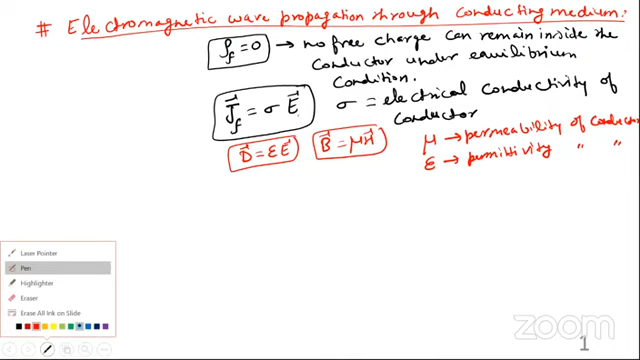 # Electromagnetic wave propagation through conducting medium:
ρf = 0 → no free charge can remain inside the
conductor under equilibrium
condition.
J⃗f = σ E⃗ σ = electrical conductivity of
conductor
D⃗ = εE⃗ B⃗ = μH⃗ μ → permeability of conductor
ε → permittivity " "
Laser Pointer
Pen
Highlighter
Eraser
Erase All Ink on Slide
zoom
1